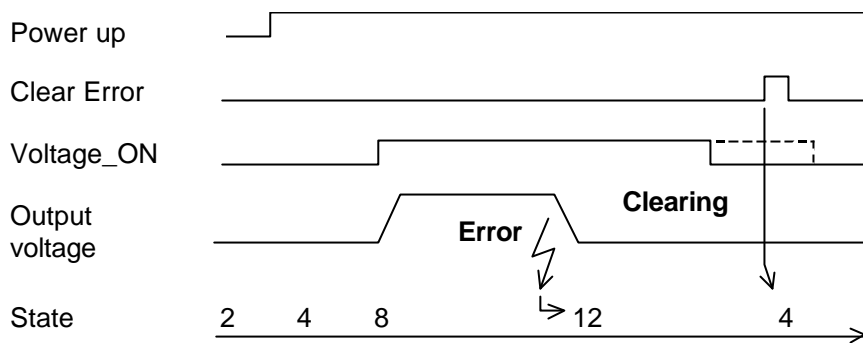 Power up
Clear Error
Voltage_ON
Output
voltage
Error
Clearing
State 2 4 8 12 4